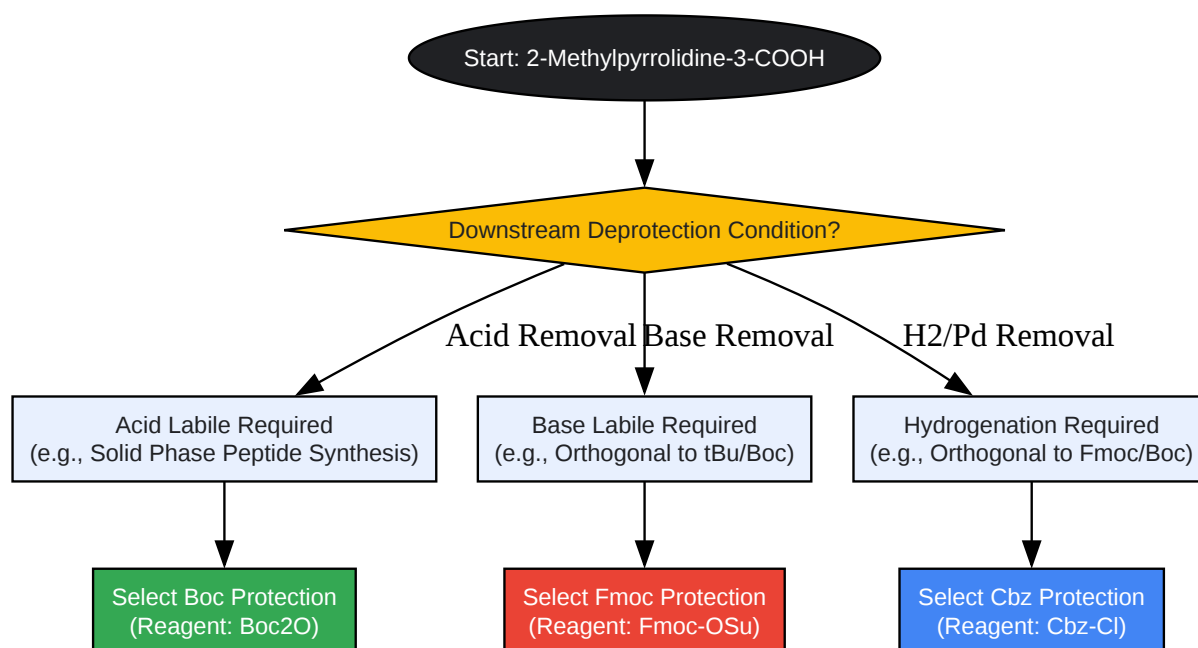 Start: 2-Methylpyrrolidine-3-COOH
Downstream Deprotection Condition?
Acid Removal
Base Removal
H2/Pd Removal
Acid Labile Required
(e.g., Solid Phase Peptide Synthesis)
Base Labile Required
(e.g., Orthogonal to tBu/Boc)
Hydrogenation Required
(e.g., Orthogonal to Fmoc/Boc)
Select Boc Protection
(Reagent: Boc2O)
Select Fmoc Protection
(Reagent: Fmoc-OSu)
Select Cbz Protection
(Reagent: Cbz-Cl)